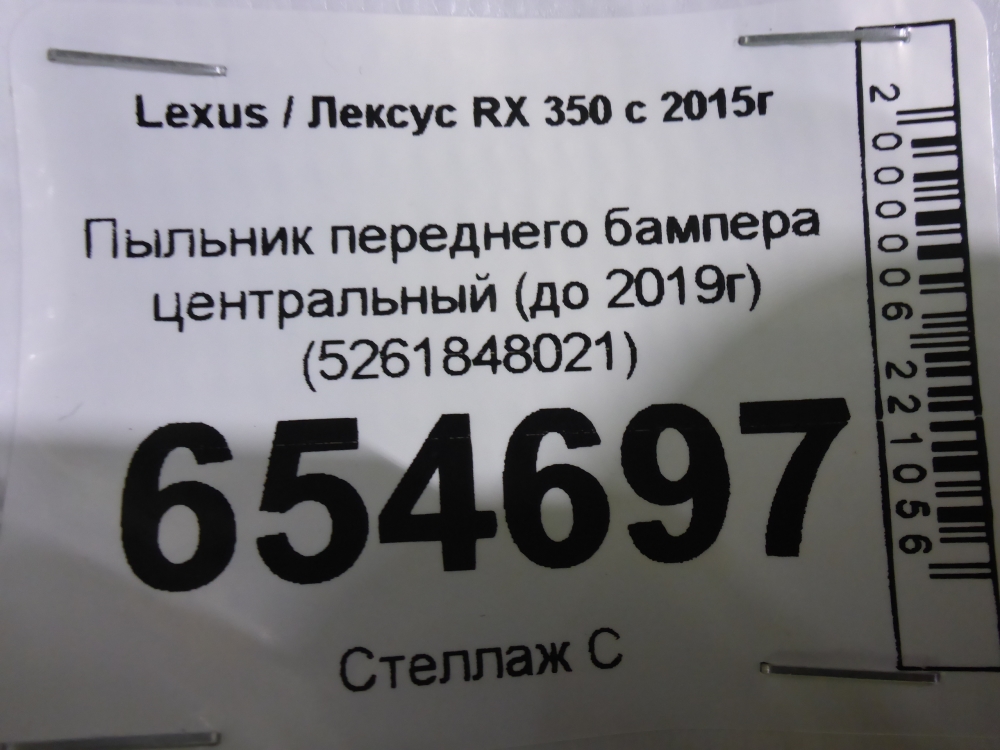 Lexus / Лексус RX 350 с 2015г
Пыльник переднего бампера
центральный (до 2019г)
(5261848021)
654697
Стеллаж С
2000006221056